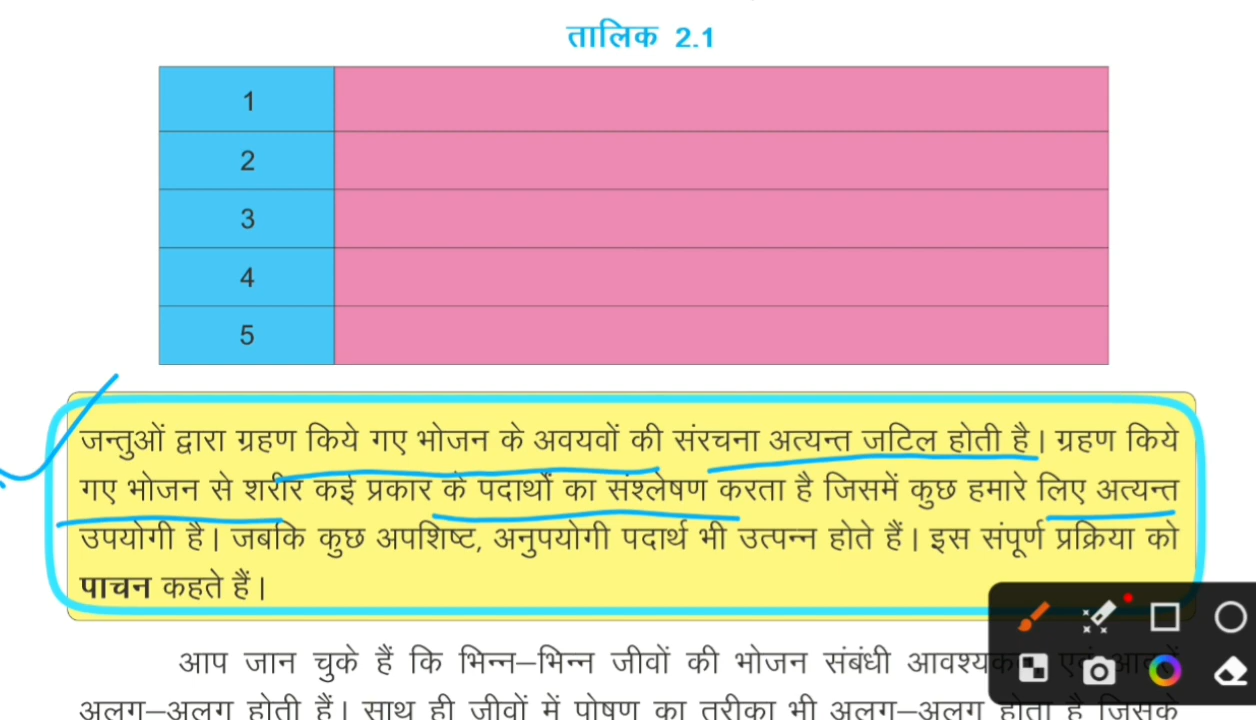 तालिक 2.1
1
2
3
4
5
जन्तुओं द्वारा ग्रहण किये गए भोजन के अवयवों की संरचना अत्यन्त जटिल होती है। ग्रहण किये
गए भोजन से शरीर कई प्रकार के पदार्थों का संश्लेषण करता है जिसमें कुछ हमारे लिए अत्यन्त
उपयोगी है। जबकि कुछ अपशिष्ट, अनुपयोगी पदार्थ भी उत्पन्न होते हैं। इस संपूर्ण प्रक्रिया को
पाचन कहते हैं।
आप जान चुके हैं कि भिन्न–भिन्न जीवों की भोजन संबंधी
अलग–अलग होती हैं। साथ ही जीवों में पोषण का तरीका भी अलग–अलग होता है जिसके